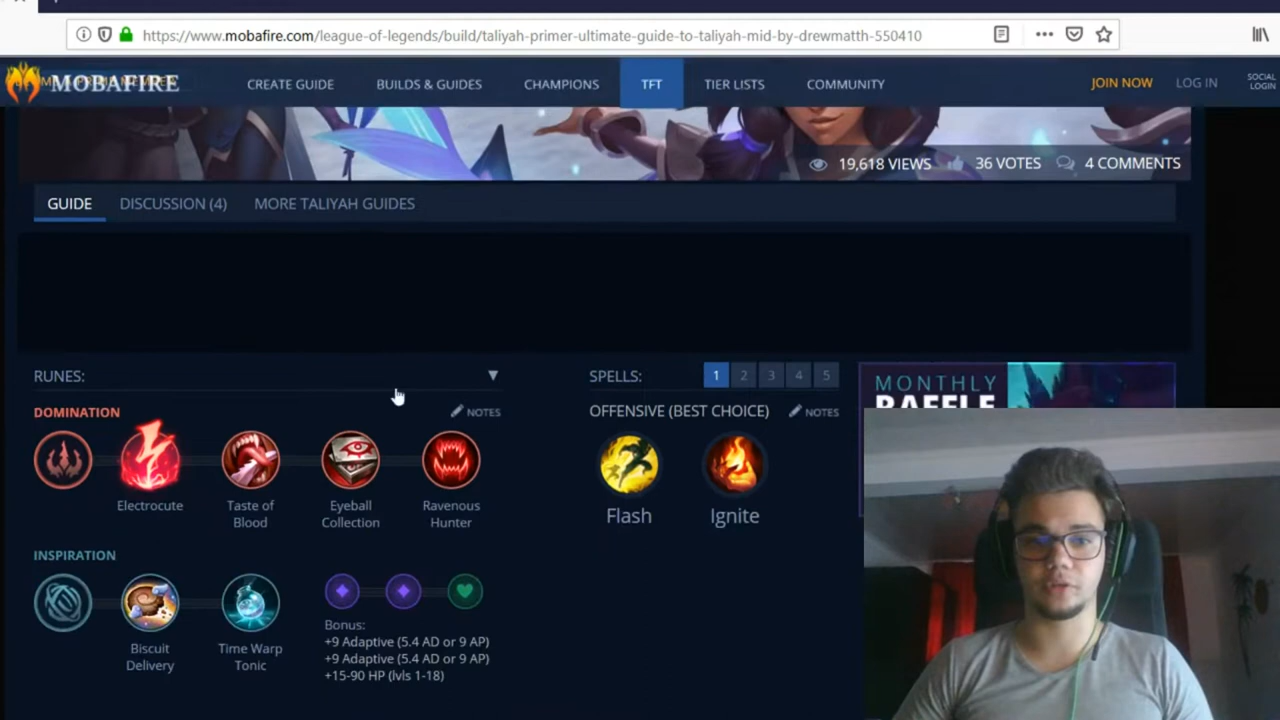 https://www.mobafire.com/league-of-legends/build/taliyah-primer-ultimate-guide-to-taliyah-mid-by-drewmatth-550410
MOBAFIRE
CREATE GUIDE
BUILDS & GUIDES
CHAMPIONS
TFT
TIER LISTS
COMMUNITY
JOIN NOW
LOG IN
SOCIAL
LOGIN
19,618 VIEWS
36 VOTES
4 COMMENTS
GUIDE
DISCUSSION (4)
MORE TALIYAH GUIDES
RUNES:
DOMINATION
NOTES
Electrocute
Taste of
Blood
Eyeball
Collection
Ravenous
Hunter
INSPIRATION
Biscuit
Delivery
Time Warp
Tonic
Bonus:
+9 Adaptive (5.4 AD or 9 AP)
+9 Adaptive (5.4 AD or 9 AP)
+15-90 HP (lvls 1-18)
SPELLS:
1
2
3
4
5
OFFENSIVE (BEST CHOICE)
NOTES
Flash
Ignite
MONTHLY
RAFFLE